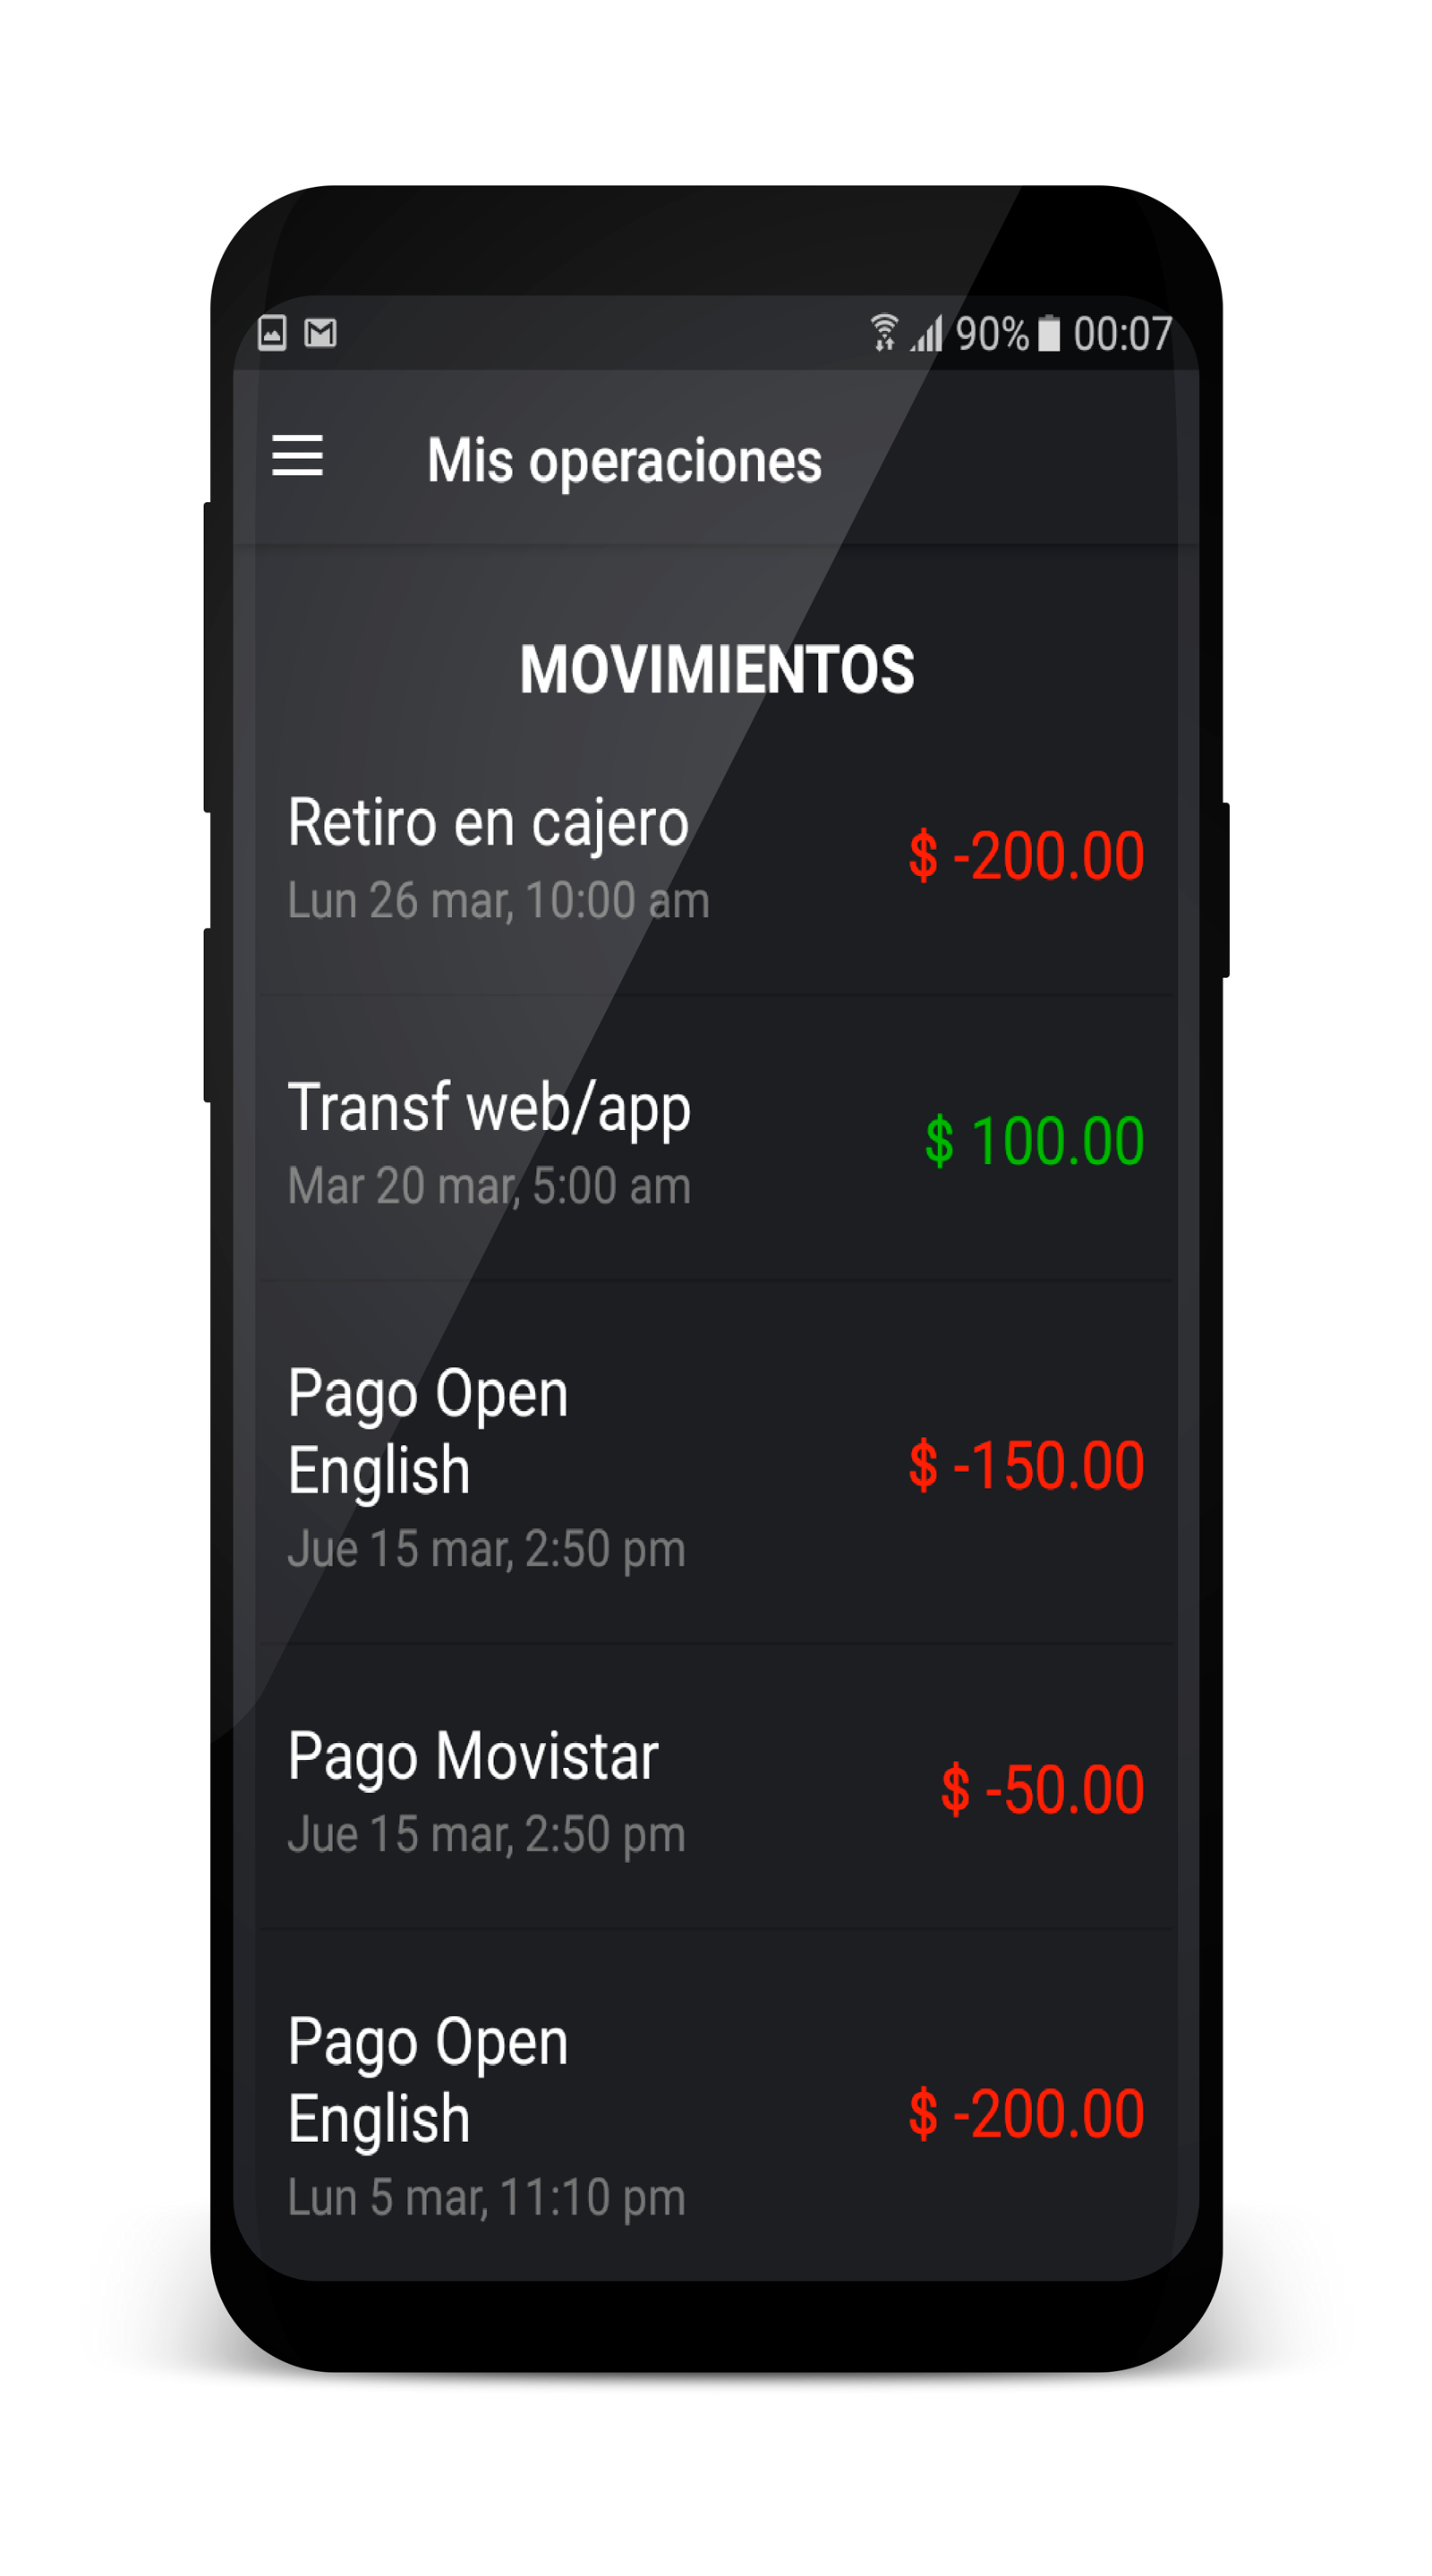 90% 00:07
Mis operaciones
MOVIMIENTOS
Retiro en cajero
$ -200.00
Lun 26 mar, 10:00 am
Transf web/app
$ 100.00
Mar 20 mar, 5:00 am
Pago Open
English
$ -150.00
Jue 15 mar, 2:50 pm
Pago Movistar
$ -50.00
Jue 15 mar, 2:50 pm
Pago Open
English
$ -200.00
Lun 5 mar, 11:10 pm